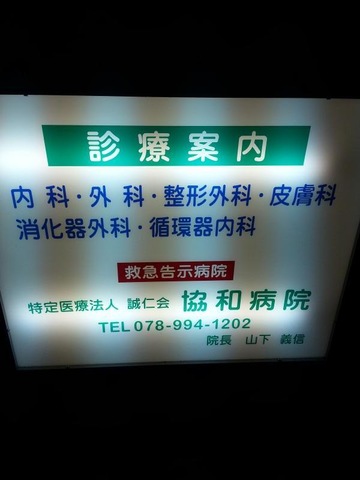 診療案内
内科・外科・整形外科・皮膚科
消化器外科・循環器内科
救急告示病院
特定医療法人 誠仁会 協和病院
TEL 078-994-1202
院長 山下 義信